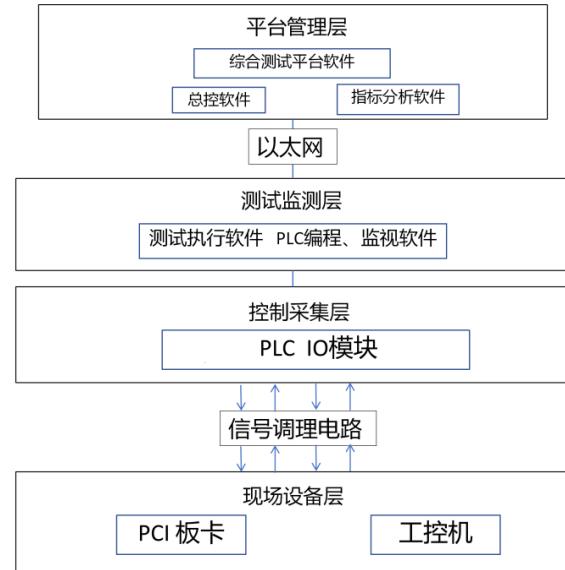 平台管理层
综合测试平台软件
总控软件 指标分析软件
以太网
测试监测层
测试执行软件 PLC编程、监视软件
控制采集层
PLC IO模块
信号调理电路
现场设备层
PCI 板卡 工控机